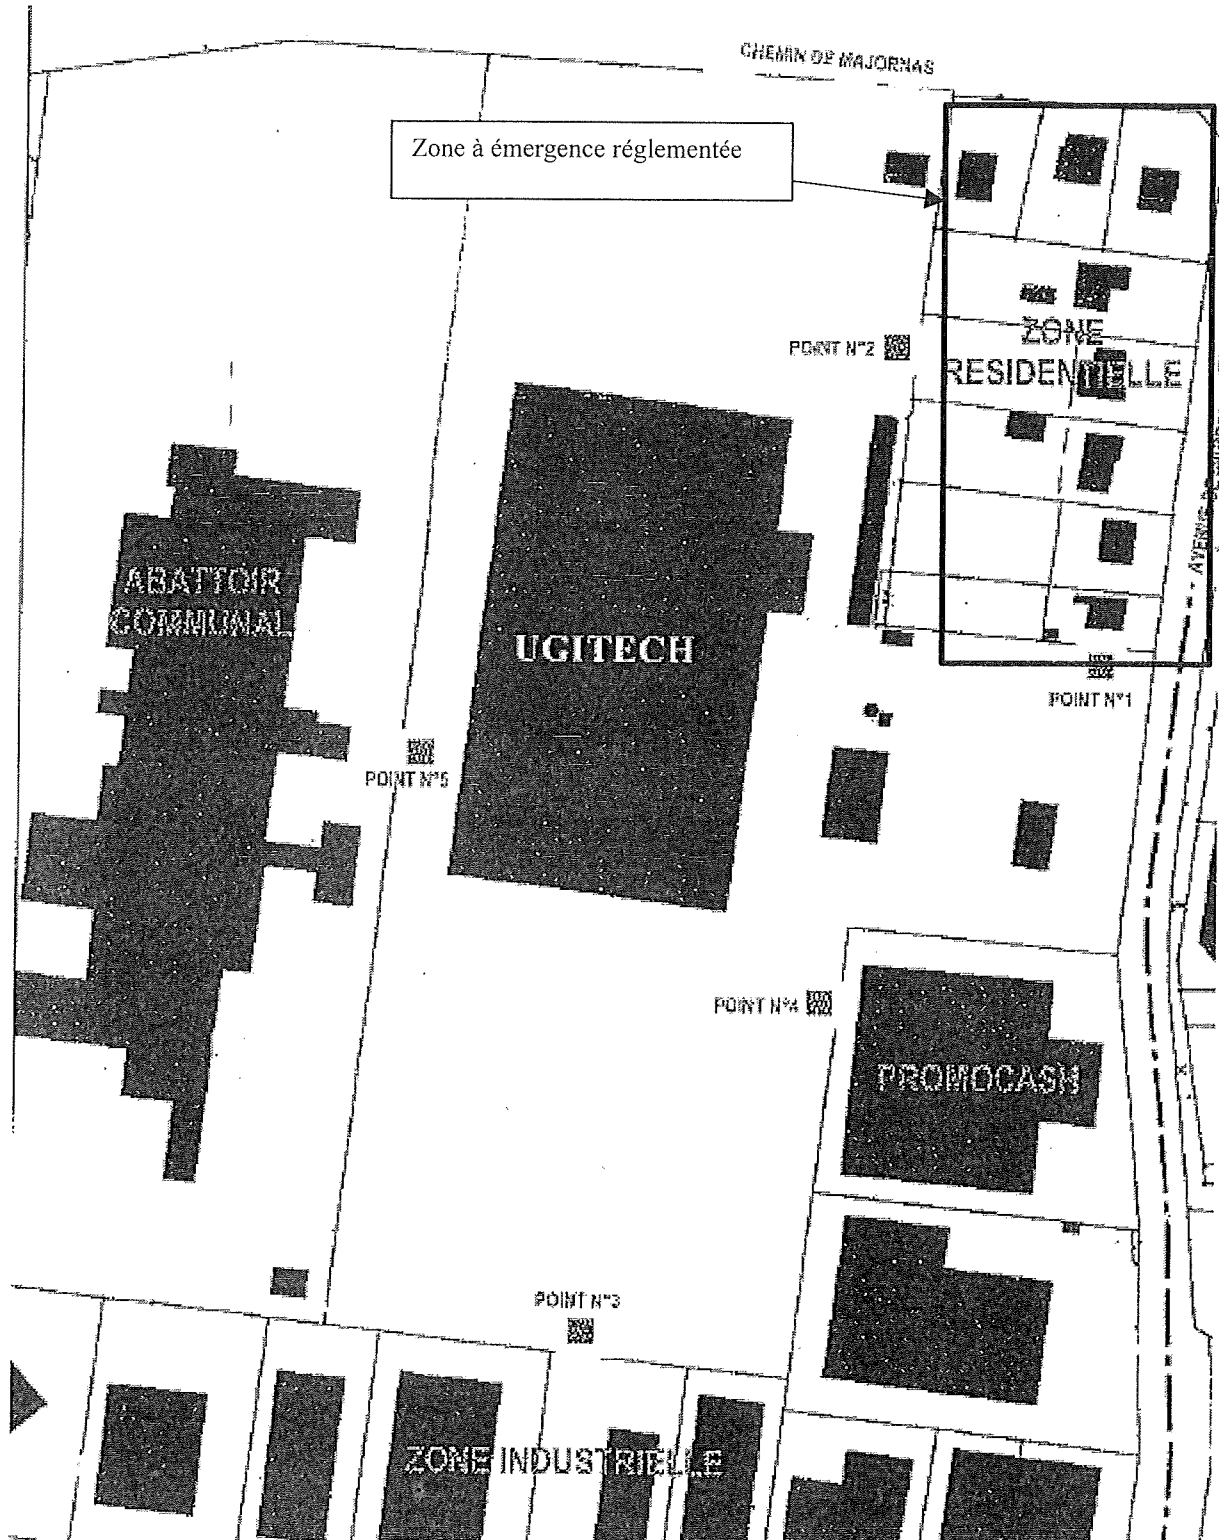 CHEMIN DE MAJORNAS
Zone à émergence réglementée
POINT N°2
ZONE
RESIDENTIELLE
ABATTOIR
COMMUNAL
UGITECH
AVENUE
POINT N°1
POINT N°5
POINT N°4
PROMOCASH
POINT N°3
ZONE INDUSTRIELLE